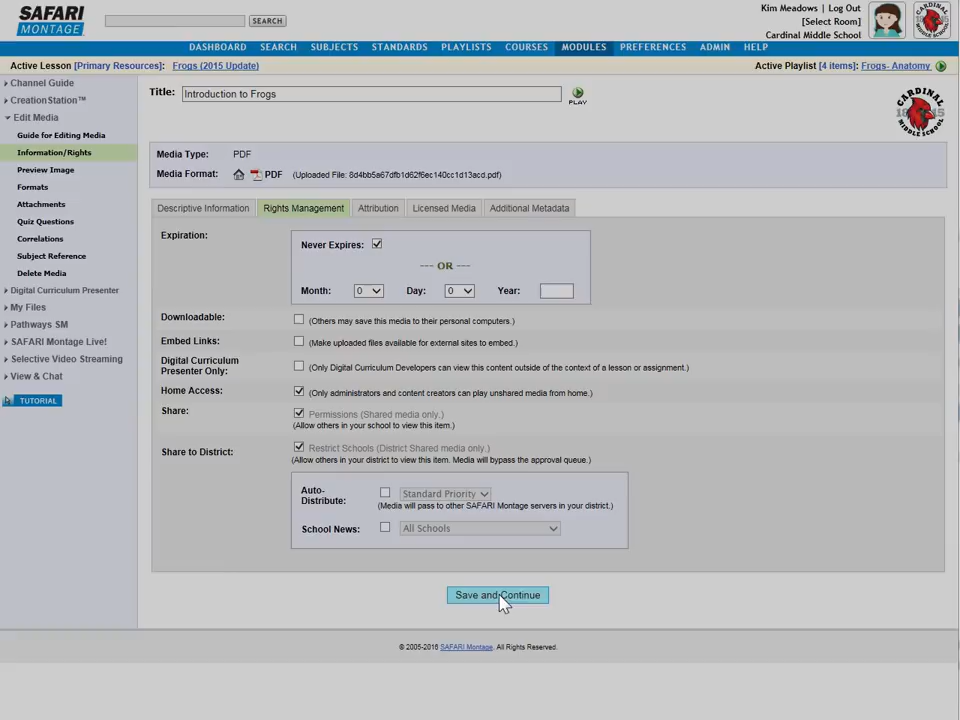 SAFARI
MONTAGE
SEARCH
Kim Meadows | Log Out
[Select Room]
Cardinal Middle School
CARDINAL
MIDDLE SCHOOL
DASHBOARD SEARCH SUBJECTS STANDARDS PLAYLISTS COURSES MODULES PREFERENCES ADMIN HELP
Active Lesson [Primary Resources]: Frogs (2015 Update)
Active Playlist [4 items]: Frogs- Anatomy
Channel Guide
CreationStation™
Edit Media
Guide for Editing Media
Information/Rights
Preview Image
Formats
Attachments
Quiz Questions
Correlations
Subject Reference
Delete Media
Digital Curriculum Presenter
My Files
Pathways SM
SAFARI Montage Live!
Selective Video Streaming
View & Chat
TUTORIAL
Title: Introduction to Frogs
PLAY
CARDINAL
18 45
MIDDLE SCHOOL
Media Type: PDF
Media Format: PDF (Uploaded File: 8d4bb5a67dfb1d62f6ec140cc1d13acd.pdf)
Descriptive Information Rights Management Attribution Licensed Media Additional Metadata
Expiration:
Never Expires:
--- OR ---
Month: 0 Day: 0 Year:
Downloadable: (Others may save this media to their personal computers.)
Embed Links: (Make uploaded files available for external sites to embed.)
Digital Curriculum
Presenter Only: (Only Digital Curriculum Developers can view this content outside of the context of a lesson or assignment.)
Home Access: (Only administrators and content creators can play unshared media from home.)
Share: Permissions (Shared media only.)
(Allow others in your school to view this item.)
Share to District: Restrict Schools (District Shared media only.)
(Allow others in your district to view this item. Media will bypass the approval queue.)
Auto-
Distribute: Standard Priority
(Media will pass to other SAFARI Montage servers in your district.)
School News: All Schools
Save and Continue
© 2005-2016 SAFARI Montage. All Rights Reserved.